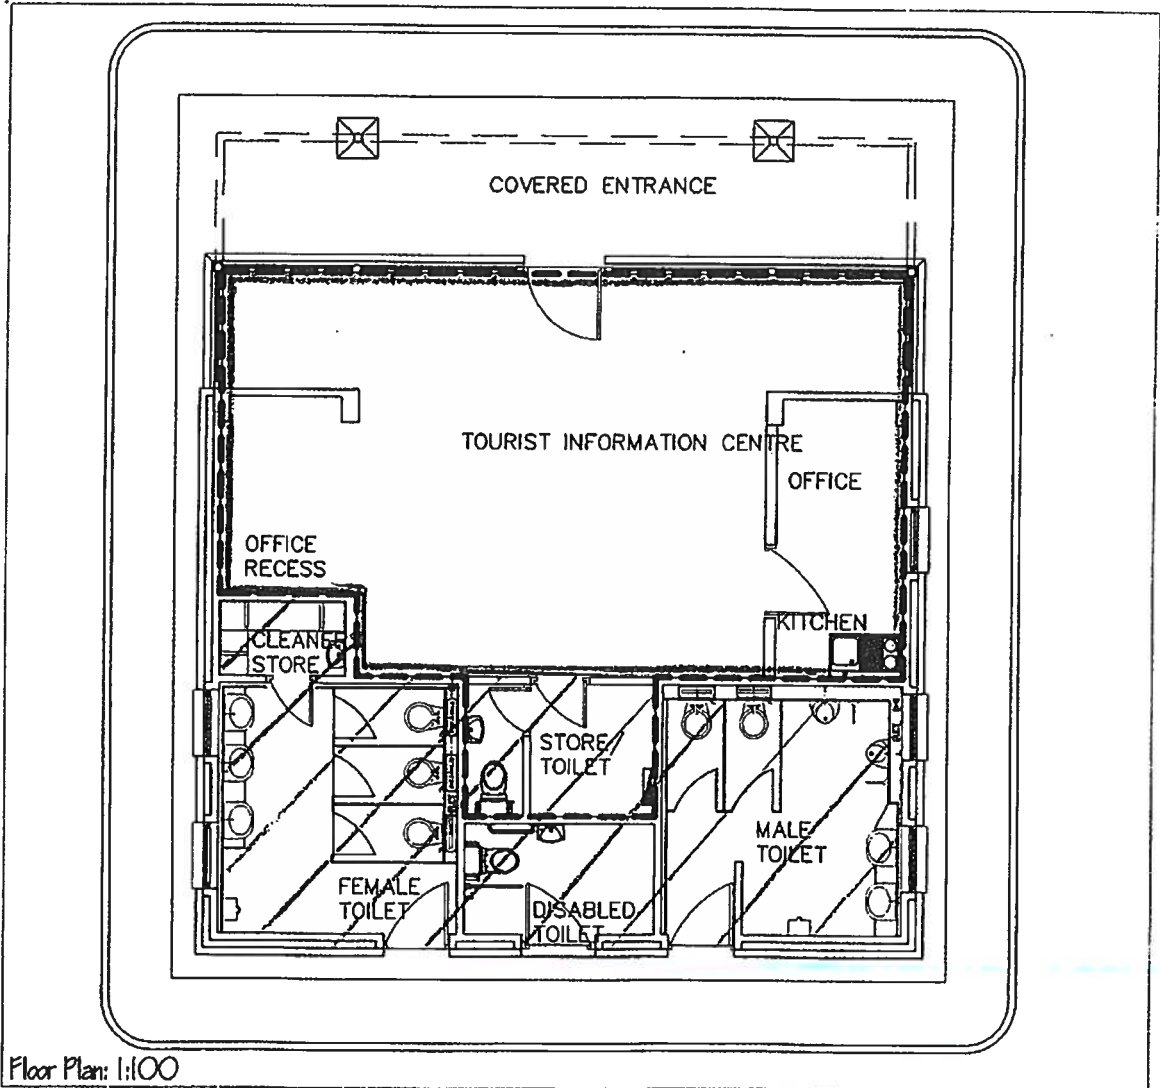 COVERED ENTRANCE
TOURIST INFORMATION CENTRE
OFFICE
OFFICE
RECESS
KITCHEN
CLEANER
STORE
STORE/
TOILET
MALE
TOILET
FEMALE
TOILET
DISABLED
TOILET
Floor Plan: 1:100